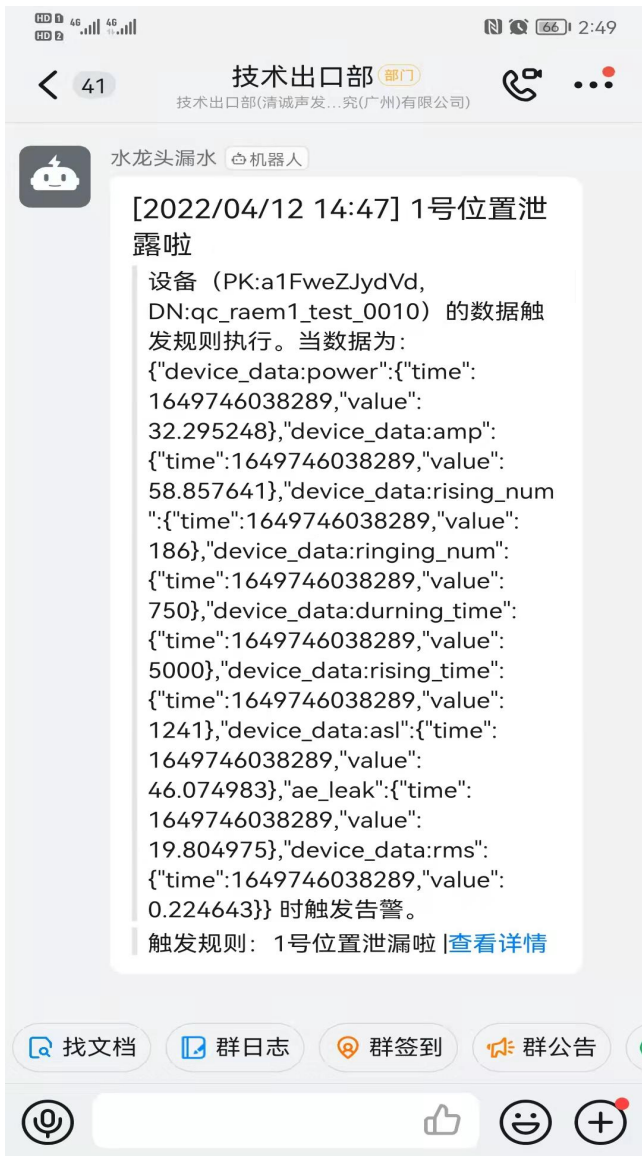 HD 1 46 46 66 2:49
HD 2
41 技术出口部 部门
技术出口部(清诚声发...究(广州)有限公司)
水龙头漏水 机器人
[2022/04/12 14:47] 1号位置泄
露啦
设备（PK:a1FweZJydVd,
DN:qc_raem1_test_0010）的数据触
发规则执行。当数据为：
{"device_data:power":{"time":
1649746038289,"value":
32.295248},"device_data:amp":
{"time":1649746038289,"value":
58.857641},"device_data:rising_num
":{"time":1649746038289,"value":
186},"device_data:ringing_num":
{"time":1649746038289,"value":
750},"device_data:durning_time":
{"time":1649746038289,"value":
5000},"device_data:rising_time":
{"time":1649746038289,"value":
1241},"device_data:asl":{"time":
1649746038289,"value":
46.074983},"ae_leak":{"time":
1649746038289,"value":
19.804975},"device_data:rms":
{"time":1649746038289,"value":
0.224643}} 时触发告警。
触发规则： 1号位置泄漏啦 |查看详情
找文档 群日志 群签到 群公告